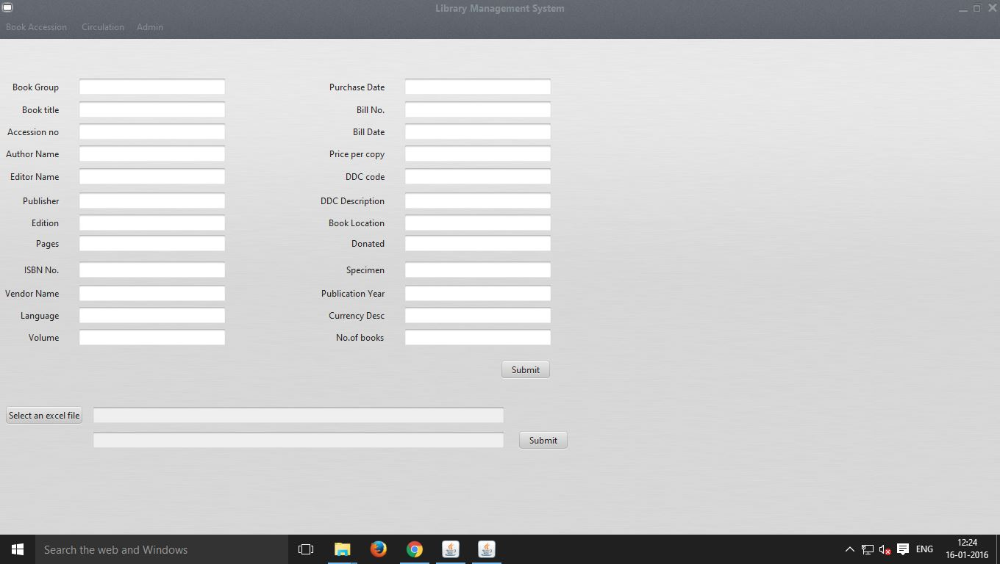 Library Management System
Book Accession Circulation Admin
Book Group Purchase Date
Book title Bill No.
Accession no Bill Date
Author Name Price per copy
Editor Name DDC code
Publisher DDC Description
Edition Book Location
Pages Donated
ISBN No. Specimen
Vendor Name Publication Year
Language Currency Desc
Volume No.of books
Submit
Select an excel file
Submit
Search the web and Windows
ENG
12:24
16-01-2016